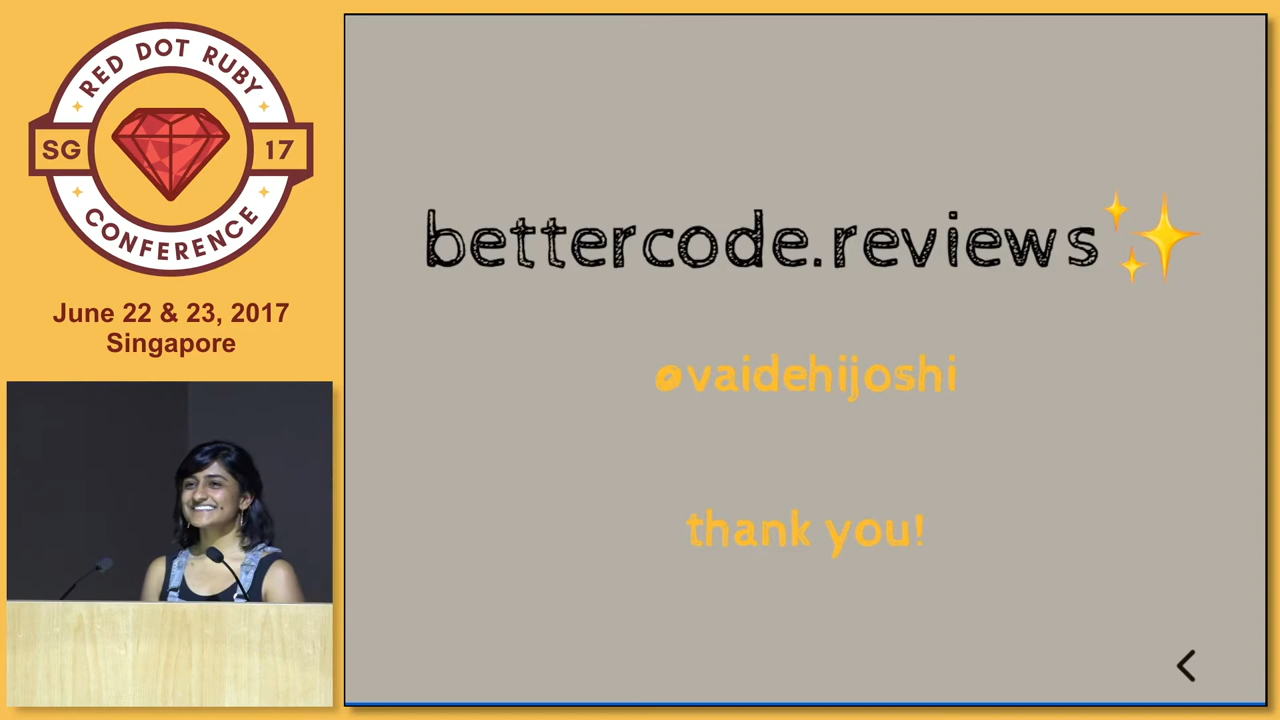 RED DOT RUBY
SG 17
CONFERENCE
June 22 & 23, 2017
Singapore
bettercode.reviews✨
@vaidehijoshi
thank you!